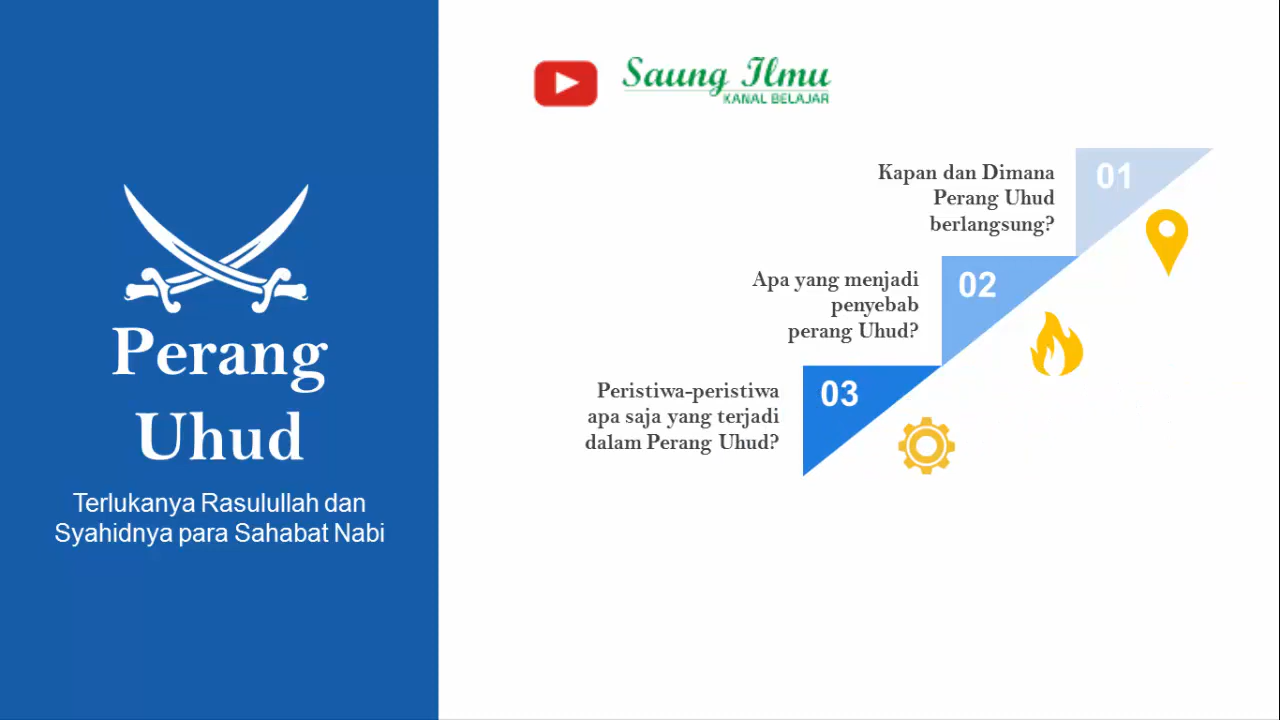 Perang
Uhud
Terlukanya Rasulullah dan
Syahidnya para Sahabat Nabi
Saung Ilmu
KANAL BELAJAR
01
Kapan dan Dimana
Perang Uhud
berlangsung?
02
Apa yang menjadi
penyebab
perang Uhud?
03
Peristiwa-peristiwa
apa saja yang terjadi
dalam Perang Uhud?